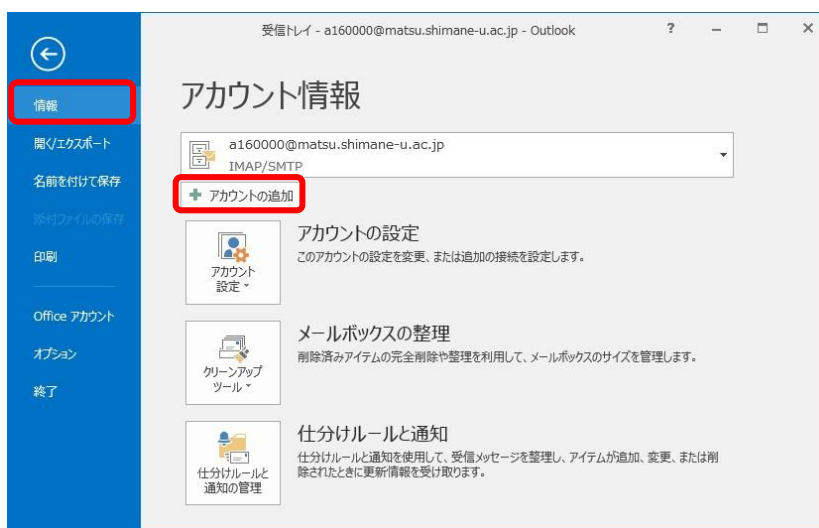 受信トレイ - a160000@matsu.shimane-u.ac.jp - Outlook
?
情報
開く/エクスポート
名前を付けて保存
添付ファイルの保存
印刷
Office アカウント
オプション
終了
アカウント情報
a160000@matsu.shimane-u.ac.jp
IMAP/SMTP
アカウントの追加
アカウント
設定
アカウントの設定
このアカウントの設定を変更、または追加の接続を設定します。
クリーンアップ
ツール
メールボックスの整理
削除済みアイテムの完全削除や整理を利用して、メールボックスのサイズを管理します。
仕分けルールと
通知の管理
仕分けルールと通知
仕分けルールと通知を使用して、受信メッセージを整理し、アイテムが追加、変更、または削
除されたときに更新情報を受け取ります。